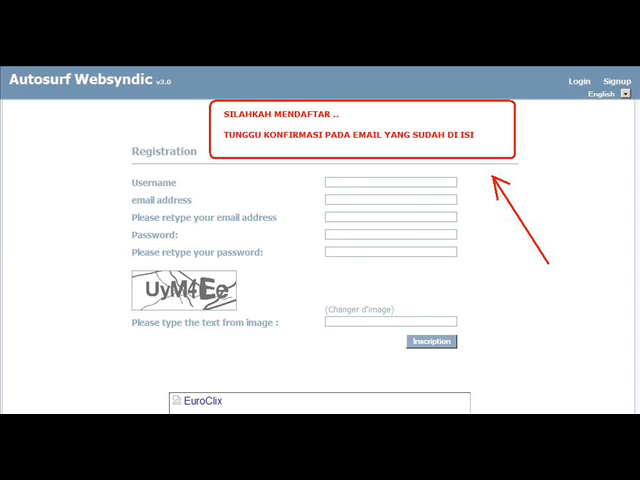 Autosurf Websyndic v3.0
Login Signup
English
SILAHKAH MENDAFTAR ..
TUNGGU KONFIRMASI PADA EMAIL YANG SUDAH DI ISI
Registration
Username
email address
Please retype your email address
Password:
Please retype your password:
UyM4Ee
(Changer d'image)
Please type the text from image :
Inscription
EuroClix